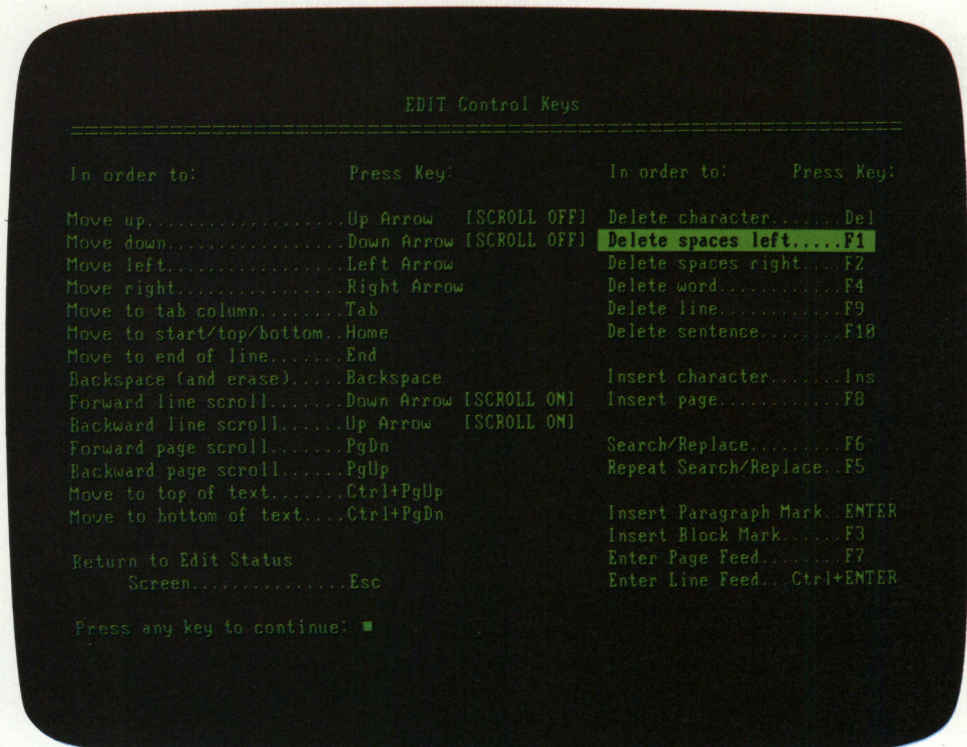 EDIT Control Keys
In order to: Press Key:
Move up..................Up Arrow [SCROLL OFF]
Move down................Down Arrow [SCROLL OFF]
Move left................Left Arrow
Move right...............Right Arrow
Move to tab column.......Tab
Move to start/top/bottom..Home
Move to end of line.......End
Backspace (and erase).....Backspace
Forward line scroll.......Down Arrow [SCROLL ON]
Backward line scroll......Up Arrow [SCROLL ON]
Forward page scroll.......PgDn
Backward page scroll......PgUp
Move to top of text.......Ctrl+PgUp
Move to bottom of text....Ctrl+PgDn
Return to Edit Status
Screen...............Esc
In order to: Press Key:
Delete character.......Del
Delete spaces left.....F1
Delete spaces right....F2
Delete word............F4
Delete line............F9
Delete sentence........F10
Insert character.......Ins
Insert page............F8
Search/Replace.........F6
Repeat Search/Replace..F5
Insert Paragraph Mark..ENTER
Insert Block Mark......F3
Enter Page Feed........F7
Enter Line Feed...Ctrl+ENTER
Press any key to continue: